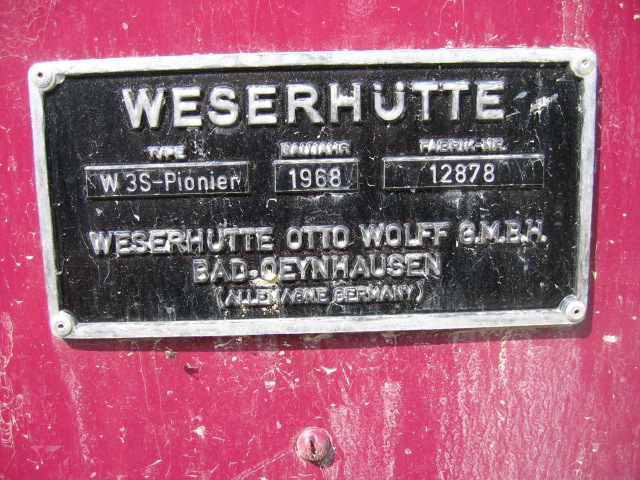 WESERHÜTTE
TYPE BAUJAHR FABRIK-NR.
W 3S-Pionier 1968 12878
WESERHÜTTE OTTO WOLFF G.M.B.H.
BAD-OEYNHAUSEN
(ALLEMAGNE GERMANY)